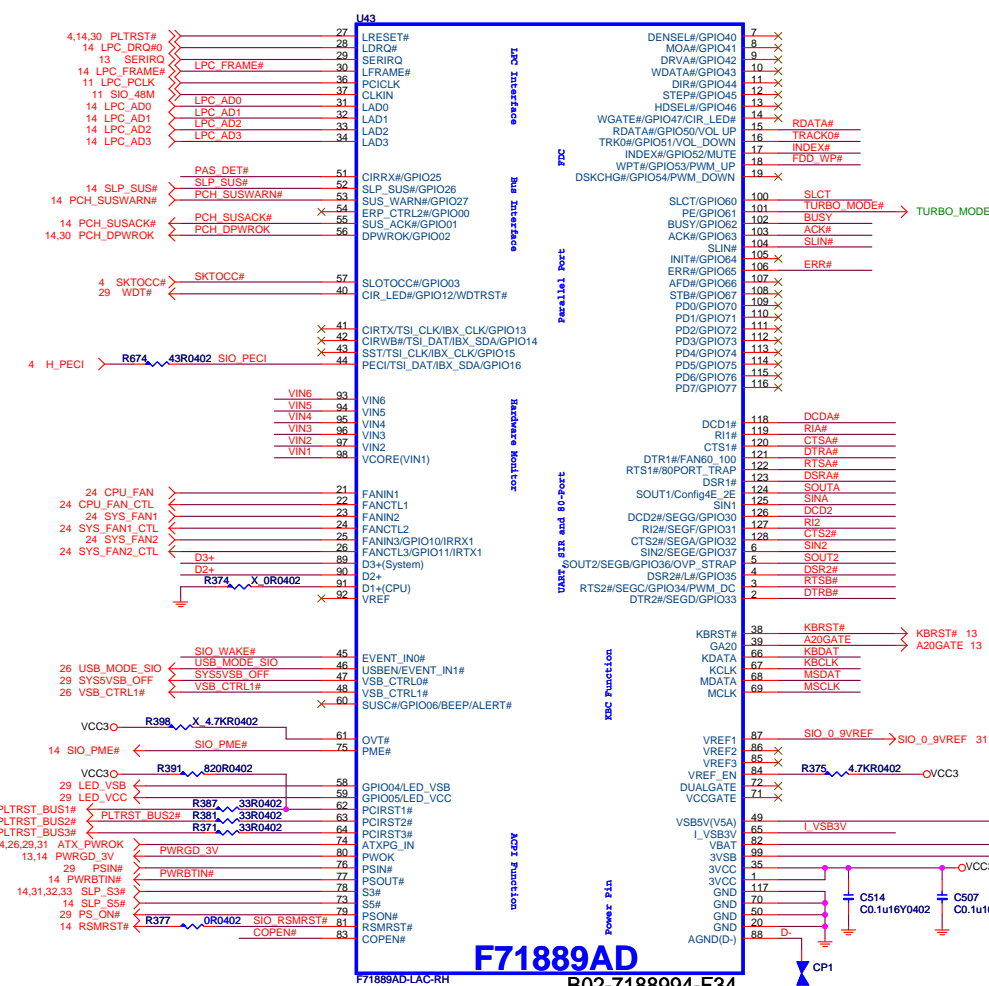 U43
4,14,30 PLTRST# 27 LRESET#
14 LPC_DRQ#0 28 LDRQ#
13 SERIRQ 29 SERIRQ
14 LPC_FRAME# LPC_FRAME# 30 LFRAME#
11 LPC_PCLK 36 PCICLK
11 SIO_48M 37 CLKIN
14 LPC_AD0 LPC_AD0 31 LAD0
14 LPC_AD1 LPC_AD1 32 LAD1
14 LPC_AD2 LPC_AD2 33 LAD2
14 LPC_AD3 LPC_AD3 34 LAD3
LPC Interface
PAS_DET# 51 CIRRX#/GPIO25
14 SLP_SUS# SLP_SUS# 52 SLP_SUS#/GPIO26
14 PCH_SUSWARN# PCH_SUSWARN# 53 SUS_WARN#/GPIO27
54 ERP_CTRL2#/GPIO00
14 PCH_SUSACK# PCH_SUSACK# 55 SUS_ACK#/GPIO01
14,30 PCH_DPWROK PCH_DPWROK 56 DPWROK/GPIO02
Bus Interface
4 SKTOCC# SKTOCC# 57 SLOTOCC#/GPIO03
29 WDT# 40 CIR_LED#/GPIO12/WDTRST#
41 CIRTX/TSI_CLK/IBX_CLK/GPIO13
42 CIRWB#/TSI_DAT/IBX_SDA/GPIO14
43 SST/TSI_CLK/IBX_CLK/GPIO15
4 H_PECI R674 43R0402 SIO_PECI 44 PECI/TSI_DAT/IBX_SDA/GPIO16
VIN6 93 VIN6
VIN5 94 VIN5
VIN4 95 VIN4
VIN3 96 VIN3
VIN2 97 VIN2
VIN1 98 VCORE(VIN1)
Hardware Monitor
24 CPU_FAN 21 FANIN1
24 CPU_FAN_CTL 22 FANCTL1
24 SYS_FAN1 23 FANIN2
24 SYS_FAN1_CTL 24 FANCTL2
24 SYS_FAN2 25 FANIN3/GPIO10/IRRX1
24 SYS_FAN2_CTL 26 FANCTL3/GPIO11/IRTX1
D3+ 89 D3+(System)
D2+ 90 D2+
R374 X_0R0402 91 D1+(CPU)
92 VREF
SIO_WAKE# 45 EVENT_IN0#
26 USB_MODE_SIO USB_MODE_SIO 46 USBEN/EVENT_IN1#
29 SYS5VSB_OFF SYS5VSB_OFF 47 VSB_CTRL0#
26 VSB_CTRL1# VSB_CTRL1# 48 VSB_CTRL1#
60 SUSC#/GPIO06/BEEP/ALERT#
VCC3 R398 X_4.7KR0402 61 OVT#
14 SIO_PME# SIO_PME# 75 PME#
VCC3 R391 820R0402
29 LED_VSB 58 GPIO04/LED_VSB
29 LED_VCC 59 GPIO05/LED_VCC
PLTRST_BUS1# R387 33R0402 62 PCIRST1#
PLTRST_BUS2# PLTRST_BUS2# R381 33R0402 63 PCIRST2#
PLTRST_BUS3# R371 33R0402 64 PCIRST3#
4,26,29,31 ATX_PWROK 74 ATXPG_IN
13,14 PWRGD_3V PWRGD_3V 80 PWOK
29 PSIN# 76 PSIN#
14 PWRBTIN# PWRBTIN# 77 PSOUT#
14,31,32,33 SLP_S3# 78 S3#
14 SLP_S5# 73 S5#
29 PS_ON# 79 PSON#
14 RSMRST# R377 0R0402 SIO_RSMRST# 81 RSMRST#
COPEN# 83 COPEN#
ACPI Function
DENSEL#/GPIO40 7
MOA#/GPIO41 8
DRVA#/GPIO42 9
WDATA#/GPIO43 10
DIR#/GPIO44 11
STEP#/GPIO45 12
HDSEL#/GPIO46 13
WGATE#/GPIO47/CIR_LED# 14
RDATA#/GPIO50/VOL UP 15 RDATA#
TRK0#/GPIO51/VOL_DOWN 16 TRACK0#
INDEX#/GPIO52/MUTE 17 INDEX#
WPT#/GPIO53/PWM_UP 18 FDD_WP#
DSKCHG#/GPIO54/PWM_DOWN 19
FDC
SLCT/GPIO60 100 SLCT
PE/GPIO61 101 TURBO_MODE# TURBO_MODE
BUSY/GPIO62 102 BUSY
ACK#/GPIO63 103 ACK#
SLIN# 104 SLIN#
INIT#/GPIO64 105
ERR#/GPIO65 106 ERR#
AFD#/GPIO66 107
STB#/GPIO67 108
PD0/GPIO70 109
PD1/GPIO71 110
PD2/GPIO72 111
PD3/GPIO73 112
PD4/GPIO74 113
PD5/GPIO75 114
PD6/GPIO76 115
PD7/GPIO77 116
Parallel Port
DCD1# 118 DCDA#
RI1# 119 RIA#
CTS1# 120 CTSA#
DTR1#/FAN60_100 121 DTRA#
RTS1#/80PORT_TRAP 122 RTSA#
DSR1# 123 DSRA#
SOUT1/Config4E_2E 124 SOUTA
SIN1 125 SINA
DCD2#/SEGG/GPIO30 126 DCD2
RI2#/SEGF/GPIO31 127 RI2
CTS2#/SEGA/GPIO32 128 CTS2#
SIN2/SEGE/GPIO37 6 SIN2
SOUT2/SEGB/GPIO36/OVP_STRAP 5 SOUT2
DSR2#/L#/GPIO35 4 DSR2#
RTS2#/SEGC/GPIO34/PWM_DC 3 RTSB#
DTR2#/SEGD/GPIO33 2 DTRB#
UART, SIR and 80-Port
KBRST# 38 KBRST# KBRST# 13
GA20 39 A20GATE A20GATE 13
KDATA 66 KBDAT
KCLK 67 KBCLK
MDATA 68 MSDAT
MCLK 69 MSCLK
KBC Function
VREF1 87 SIO_0_9VREF SIO_0_9VREF 31
VREF2 86
VREF3 85
VREF_EN 84 R375 4.7KR0402 VCC3
DUALGATE 72
VCCGATE 71
VSB5V(V5A) 49
I_VSB3V 65 I_VSB3V
VBAT 82
3VSB 99
3VCC 35 VCC3
3VCC 1
GND 117
GND 70
GND 50
GND 20
AGND(D-) 88 D-
Power Pin
C514
C0.1u16Y0402
C507
C0.1u16
CP1
F71889AD
F71889AD-LAC-RH
B02-7188994-F34